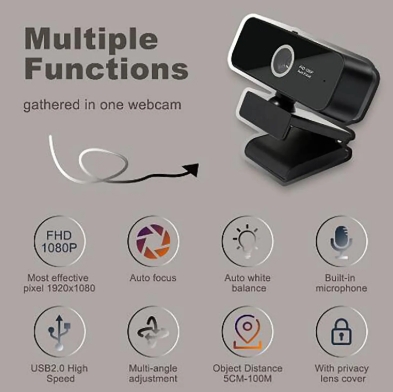 Multiple
Functions
gathered in one webcam
FHD
1080P
Most effective
pixel 1920x1080
Auto focus
Auto white
balance
Built-in
microphone
USB2.0 High
Speed
Multi-angle
adjustment
Object Distance
5CM-100M
With privacy
lens cover